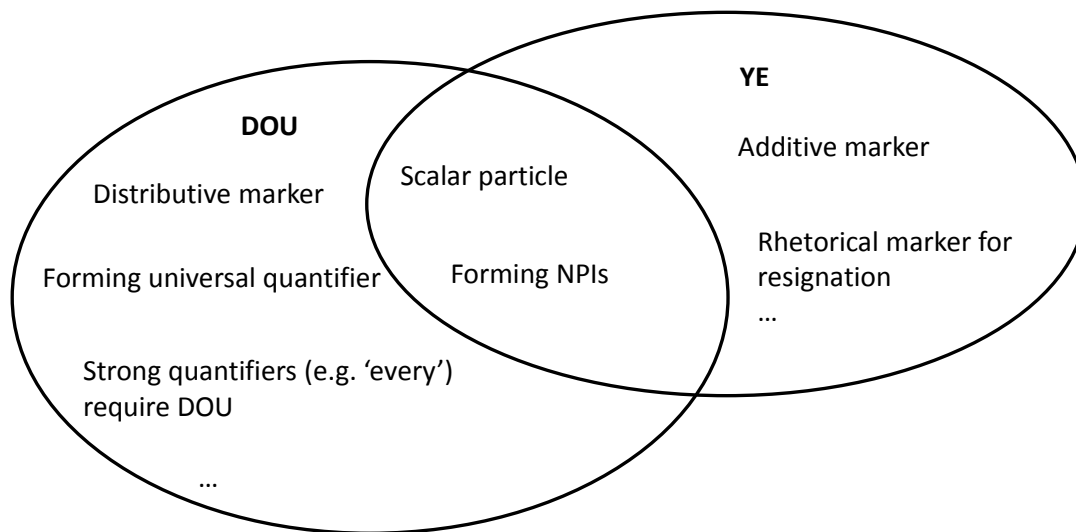 YE
DOU
Additive marker
Scalar particle
Distributive marker
Rhetorical marker for
resignation
…
Forming universal quantifier
Forming NPIs
Strong quantifiers (e.g. ‘every’)
require DOU
…